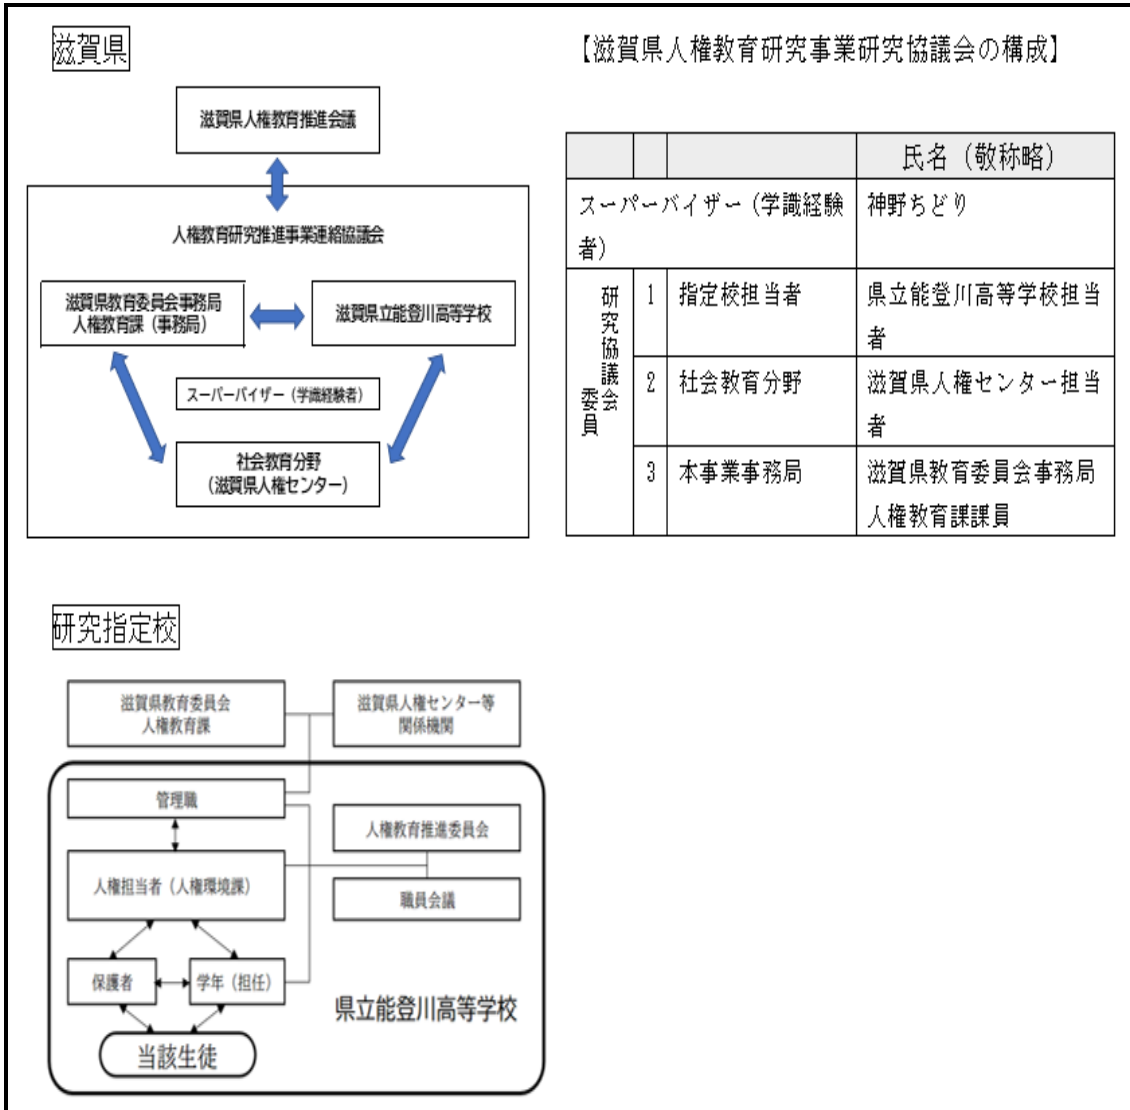 滋賀県
滋賀県人権教育推進会議
人権教育研究推進事業連絡協議会
滋賀県教育委員会事務局
人権教育課（事務局）
滋賀県立能登川高等学校
スーパーバイザー（学識経験者）
社会教育分野
（滋賀県人権センター）
【滋賀県人権教育研究事業研究協議会の構成】
氏名（敬称略）
スーパーバイザー（学識経験
者）
神野ちどり
研究協議会
委員
1 指定校担当者
県立能登川高等学校担当
者
2 社会教育分野
滋賀県人権センター担当
者
3 本事業事務局
滋賀県教育委員会事務局
人権教育課課員
研究指定校
滋賀県教育委員会
人権教育課
滋賀県人権センター等
関係機関
管理職
人権教育推進委員会
人権担当者（人権環境課）
職員会議
保護者
学年（担任）
県立能登川高等学校
当該生徒